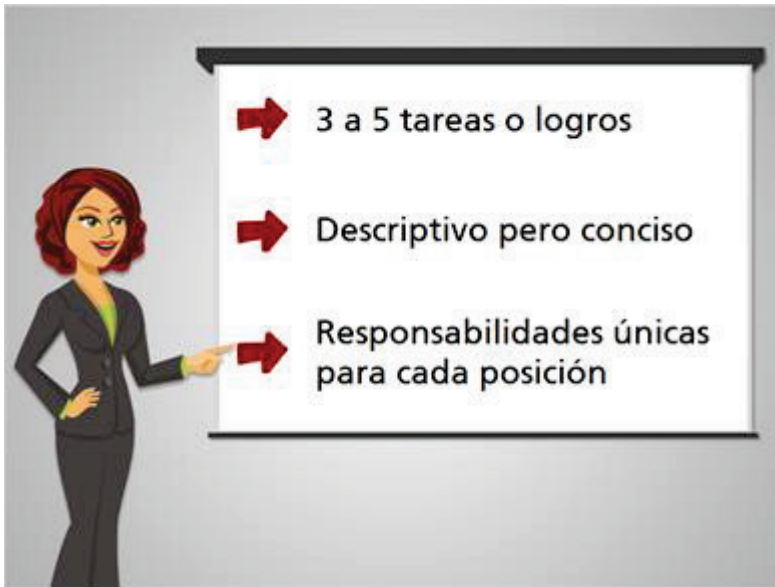 3 a 5 tareas o logros
Descriptivo pero conciso
Responsabilidades únicas
para cada posición